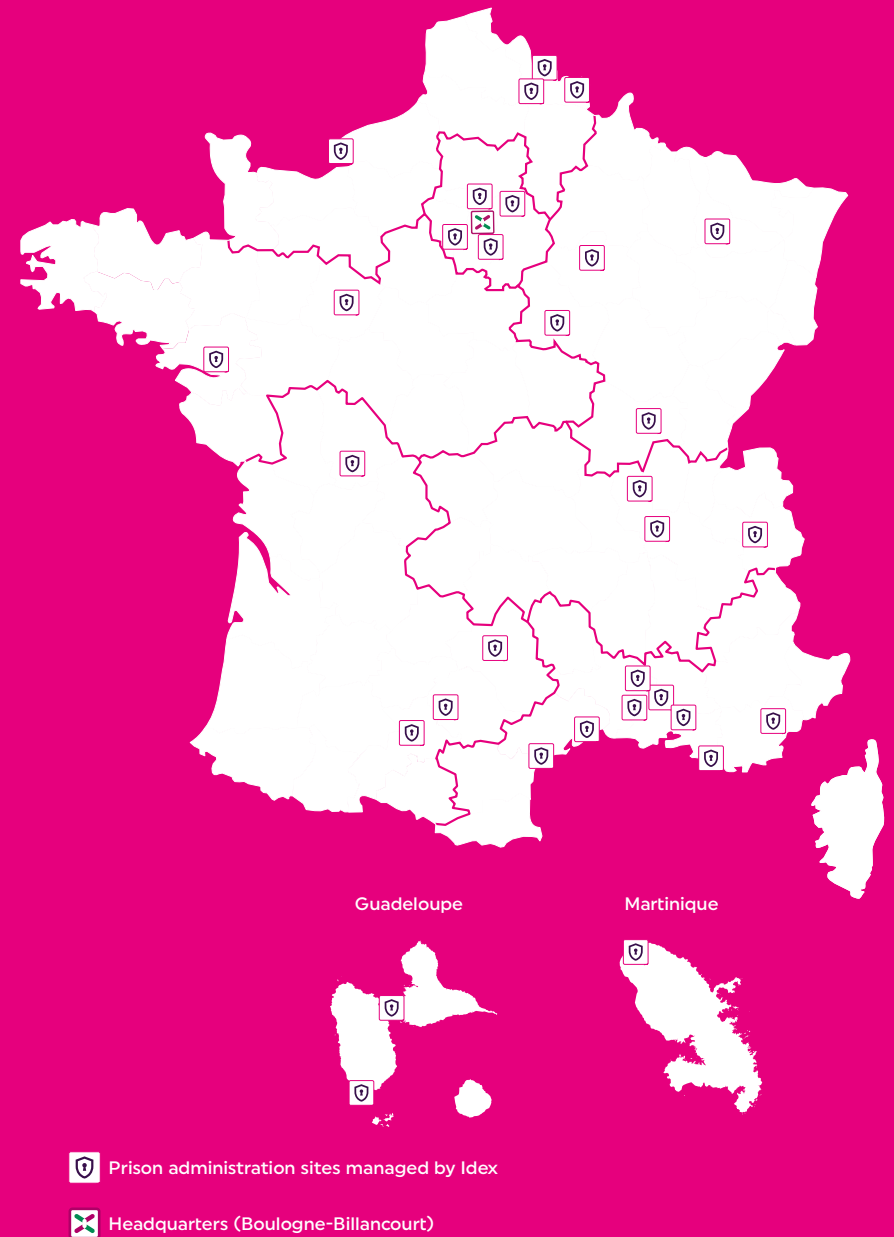 Guadeloupe
Martinique
Prison administration sites managed by Idex
Headquarters (Boulogne-Billancourt)